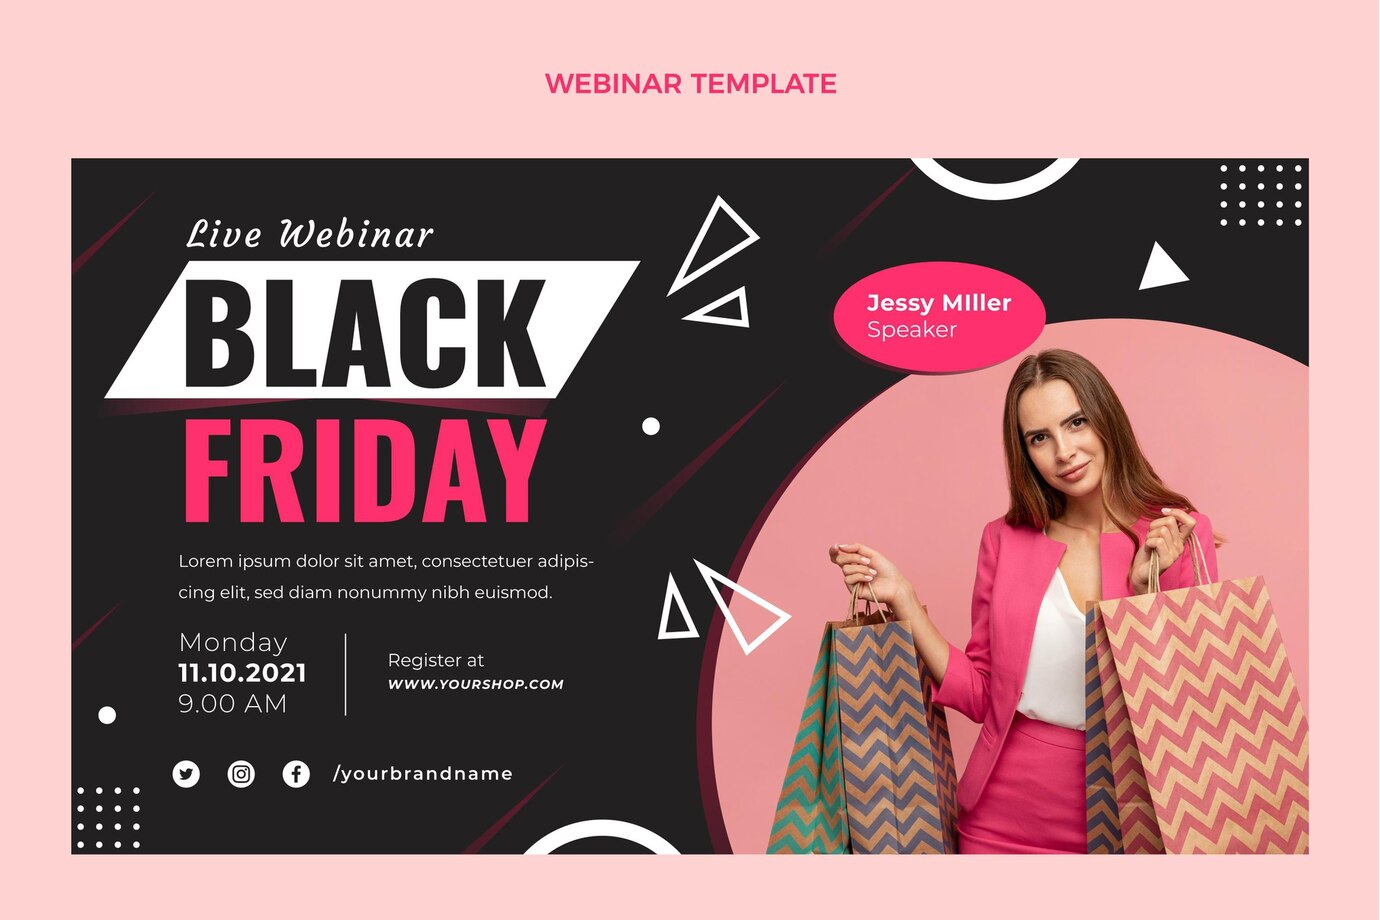 WEBINAR TEMPLATE
Live Webinar
BLACK
FRIDAY
Lorem ipsum dolor sit amet, consectetuer adipis-
cing elit, sed diam nonummy nibh euismod.
Monday
11.10.2021
9.00 AM
Register at
WWW.YOURSHOP.COM
/yourbrandname
Jessy MIller
Speaker